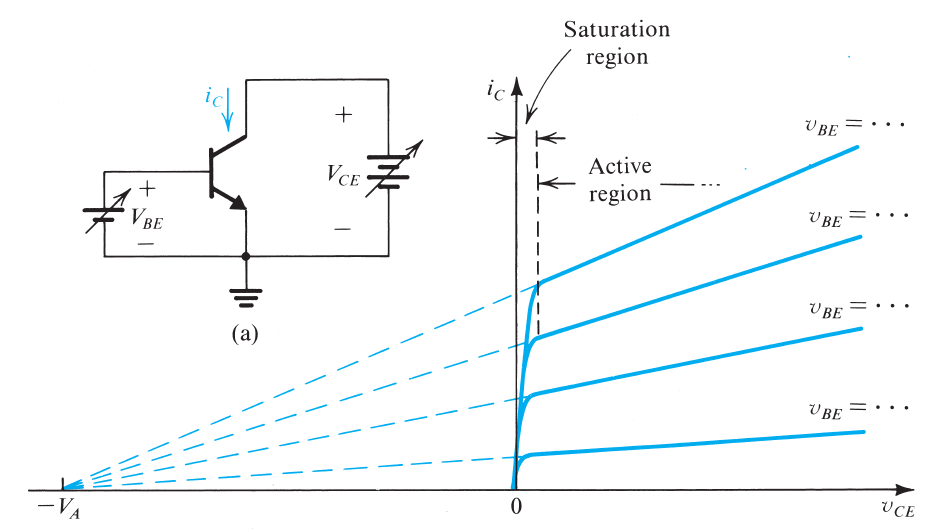 Saturation
region
i_C
i_C
+
v_BE = · · ·
Active
region
V_CE
+
V_BE
v_BE = · · ·
−
−
v_BE = · · ·
(a)
v_BE = · · ·
−V_A
0
v_CE